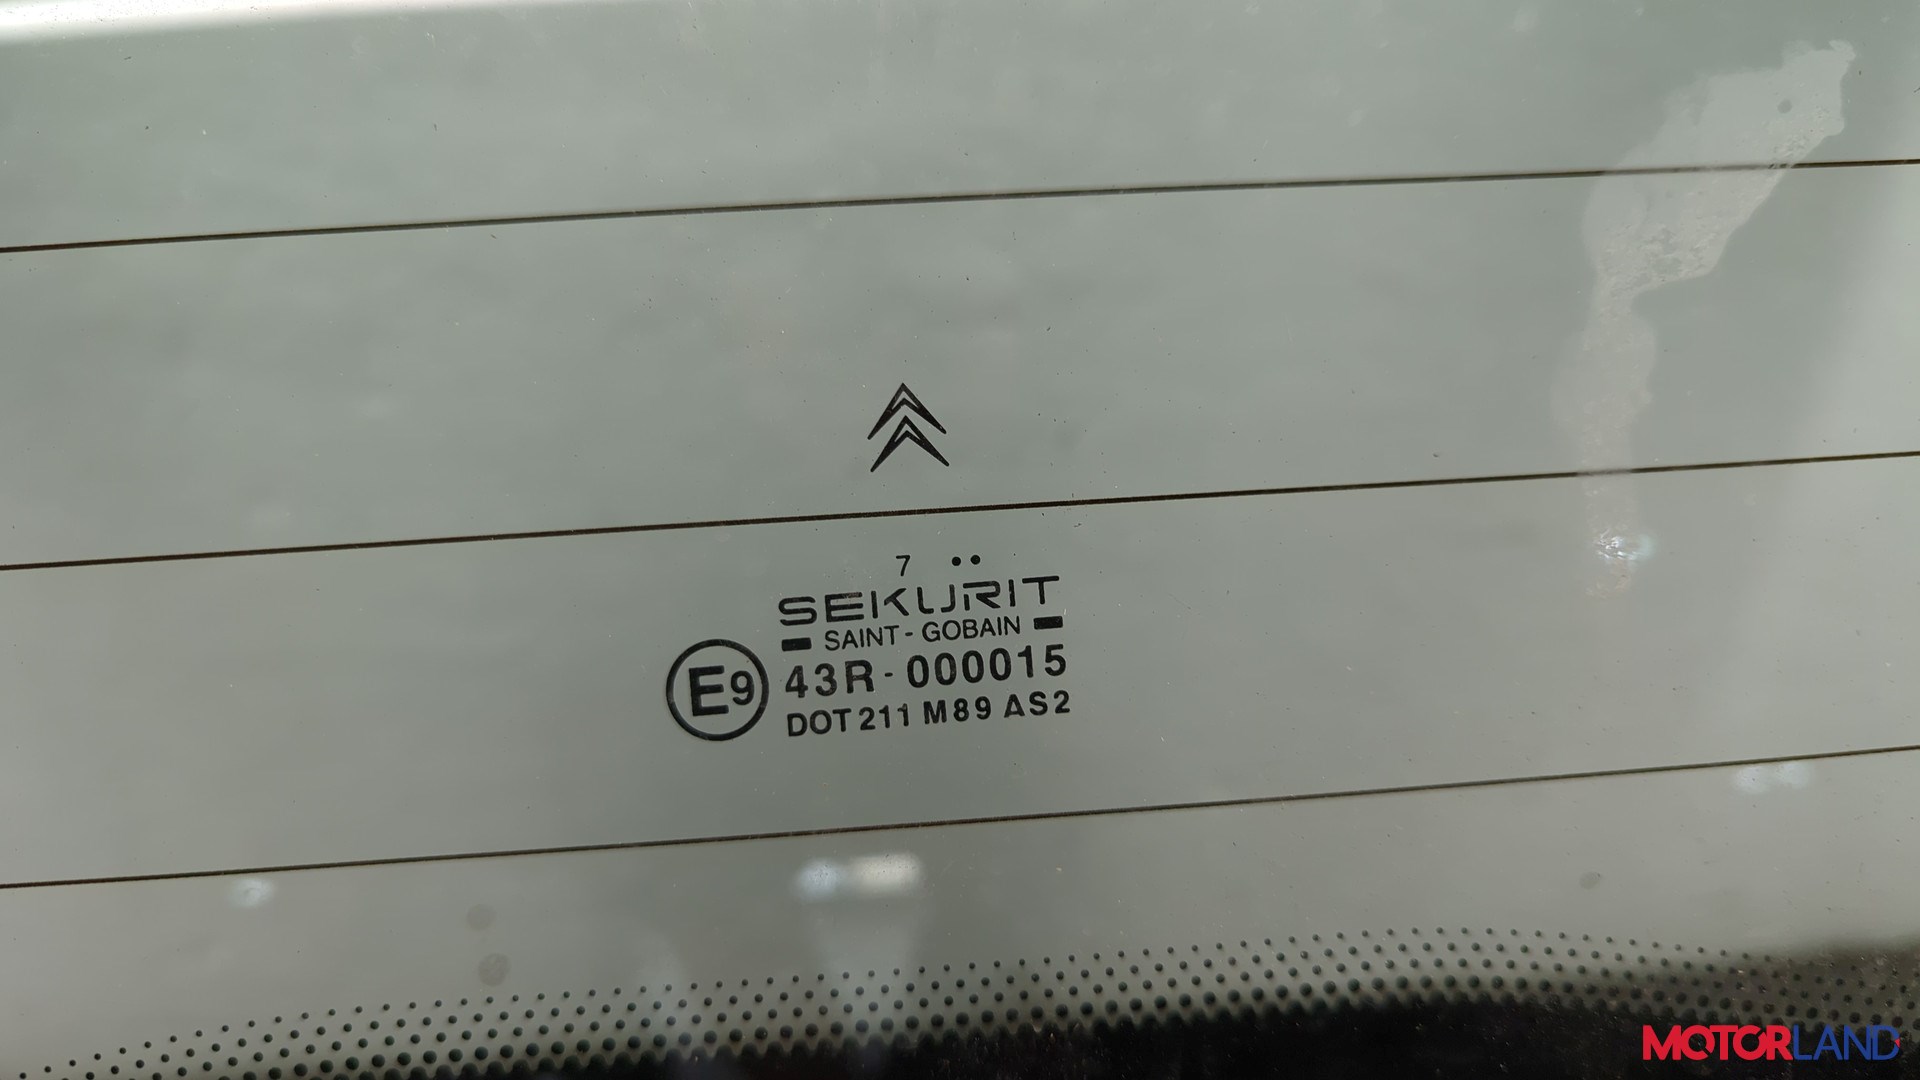 7 ••
SEKURIT
SAINT-GOBAIN
E9
43R-000015
DOT 211 M89 AS2
MOTORLAND